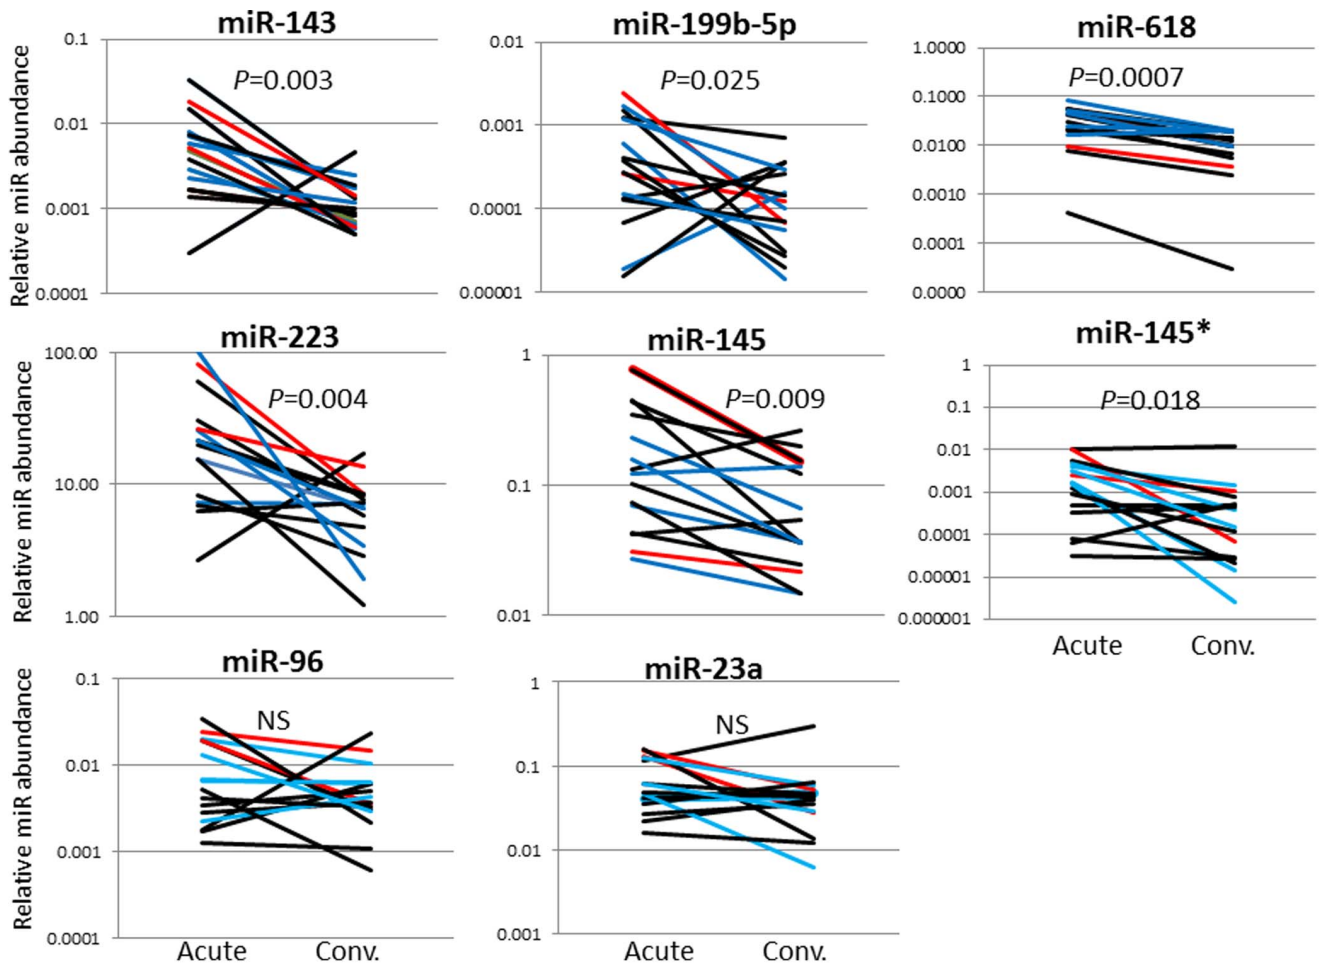 miR-143
Relative miR abundance
0.1
0.01
0.001
0.0001
P=0.003
miR-199b-5p
0.01
0.001
0.0001
0.00001
P=0.025
miR-618
1.0000
0.1000
0.0100
0.0010
0.0001
0.0000
P=0.0007
miR-223
Relative miR abundance
100.00
10.00
1.00
P=0.004
miR-145
1
0.1
0.01
P=0.009
miR-145*
1
0.1
0.01
0.001
0.0001
0.00001
0.000001
P=0.018
Acute Conv.
miR-96
Relative miR abundance
0.1
0.01
0.001
0.0001
NS
Acute Conv.
miR-23a
1
0.1
0.01
0.001
NS
Acute Conv.